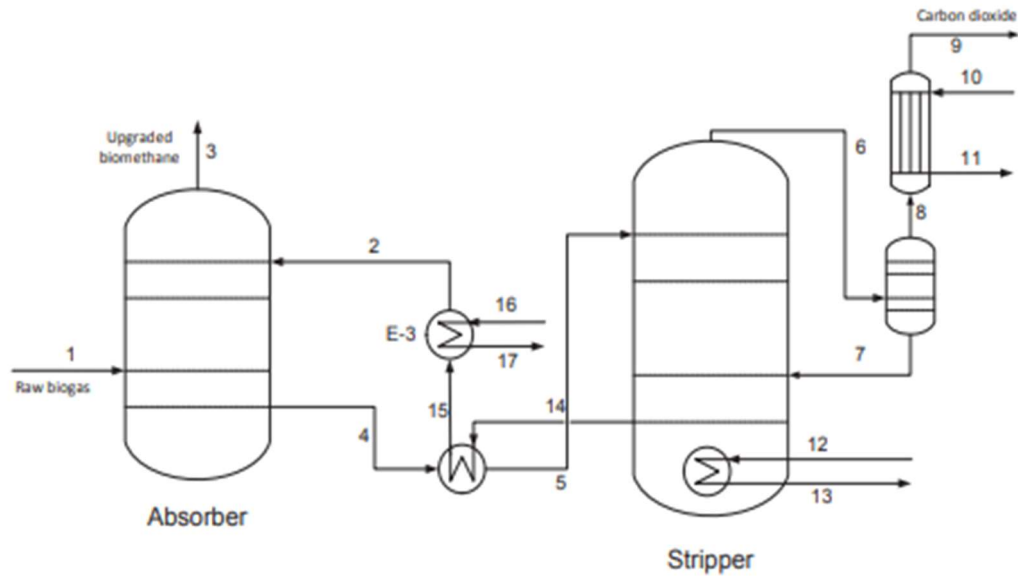 Carbon dioxide
9
10
Upgraded
biomethane
3
6
11
8
2
16
E-3
17
1
Raw biogas
7
15
14
4
12
5
13
Absorber
Stripper